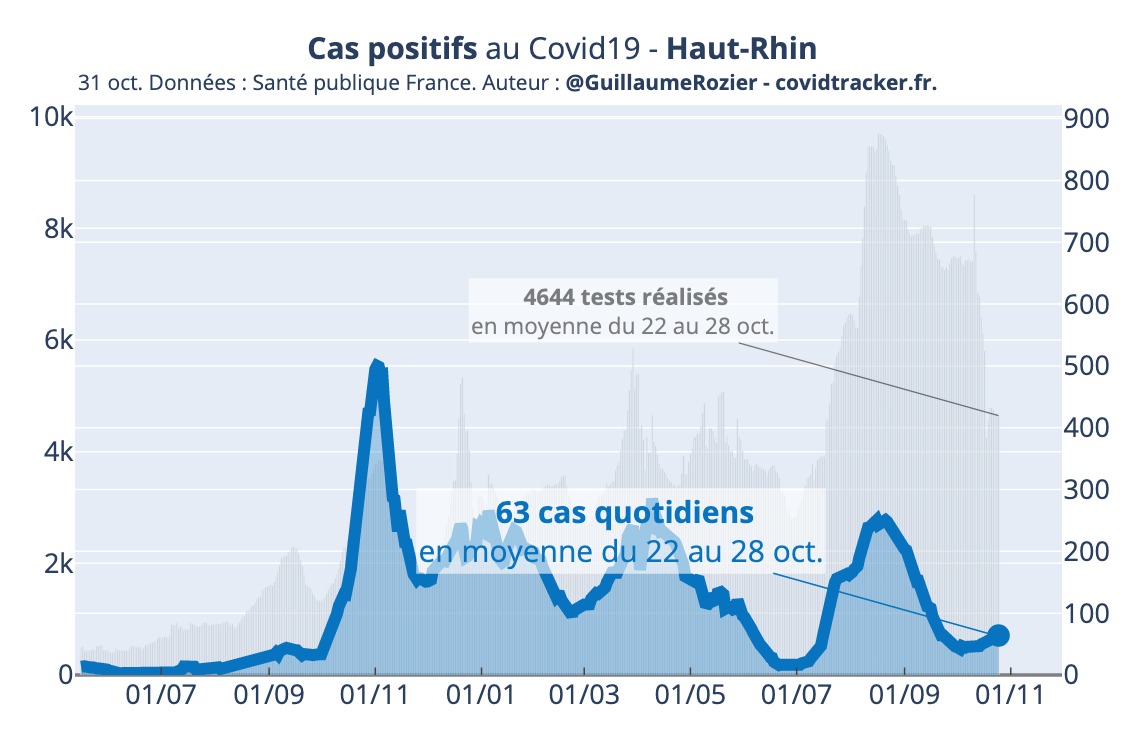 Cas positifs au Covid19 - Haut-Rhin
31 oct. Données : Santé publique France. Auteur : @GuillaumeRozier - covidtracker.fr.
10k
8k
6k
4k
2k
0
900
800
700
600
500
400
300
200
100
0
4644 tests réalisés
en moyenne du 22 au 28 oct.
63 cas quotidiens
en moyenne du 22 au 28 oct.
01/07 01/09 01/11 01/01 01/03 01/05 01/07 01/09 01/11